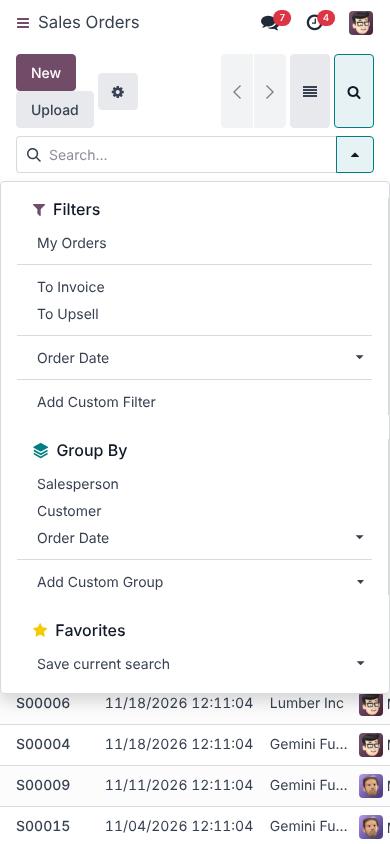 Sales Orders
7
4
New
Upload
Search...
Filters
My Orders
To Invoice
To Upsell
Order Date
Add Custom Filter
Group By
Salesperson
Customer
Order Date
Add Custom Group
Favorites
Save current search
S00006 11/18/2026 12:11:04 Lumber Inc
S00004 11/18/2026 12:11:04 Gemini Fu...
S00009 11/11/2026 12:11:04 Gemini Fu...
S00015 11/04/2026 12:11:04 Gemini Fu...